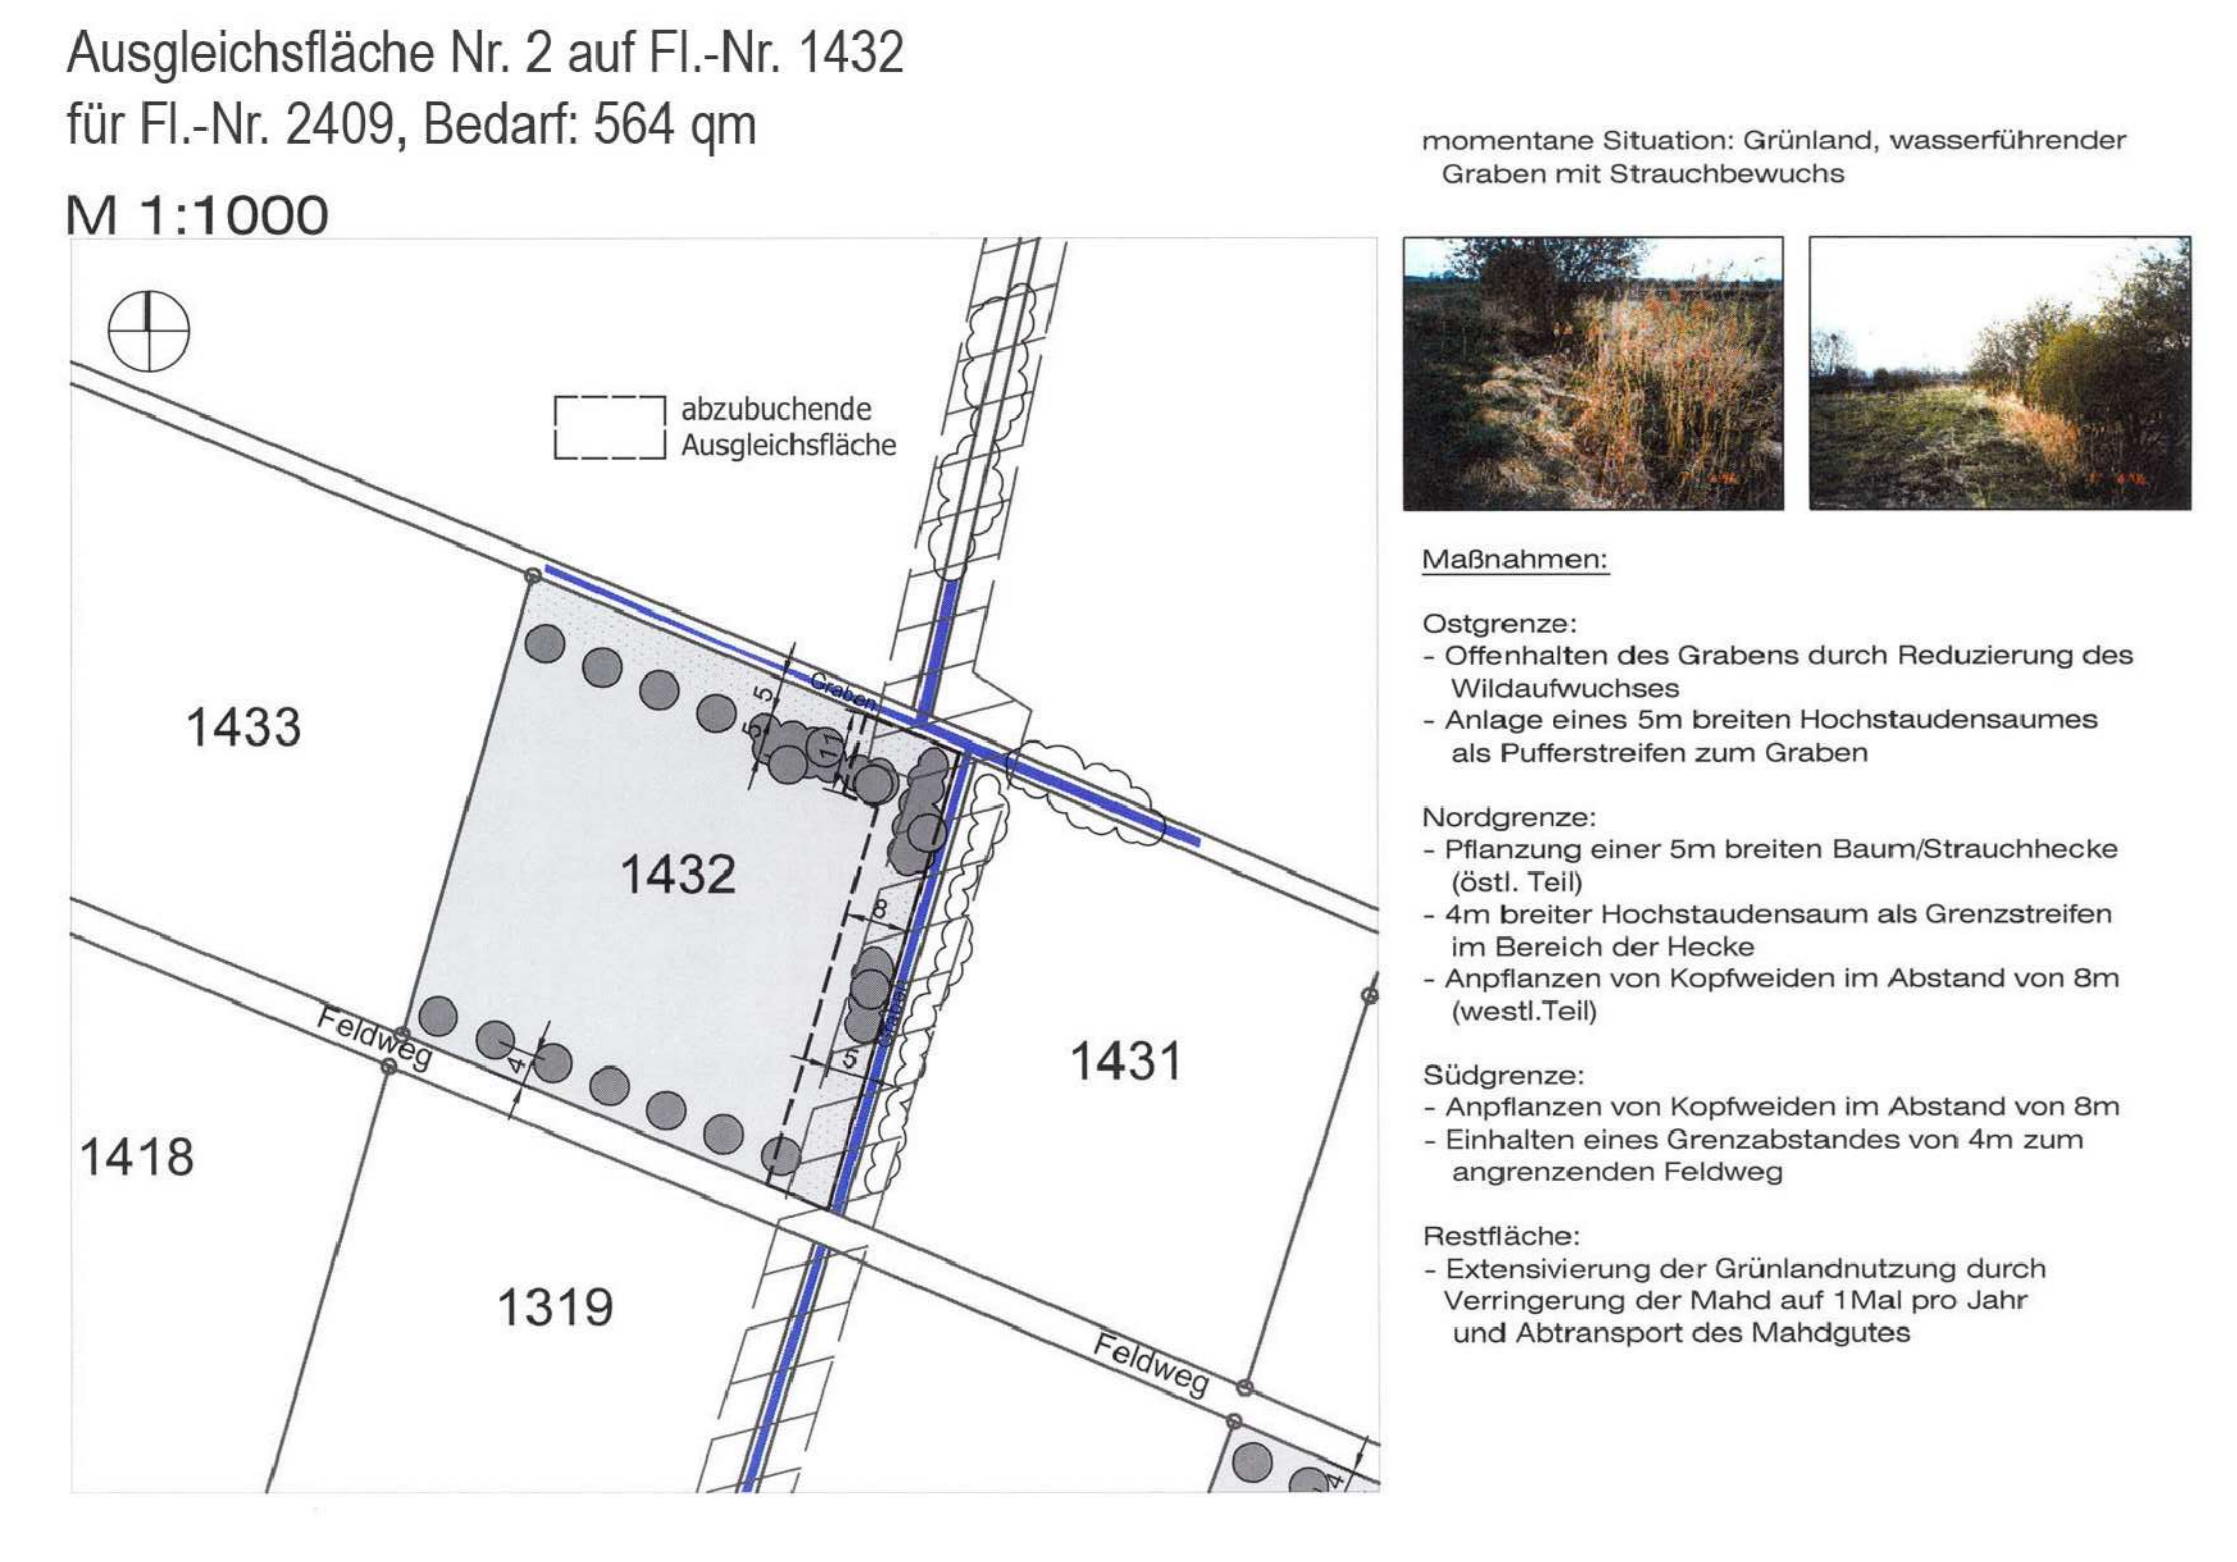 Ausgleichsfläche Nr. 2 auf Fl.-Nr. 1432
für Fl.-Nr. 2409, Bedarf: 564 qm
M 1:1000
abzubuchende
Ausgleichsfläche
Graben
5
5
11
1433
1432
8
Graben
5
Feldweg
4
1431
1418
1319
Feldweg
4
momentane Situation: Grünland, wasserführender
Graben mit Strauchbewuchs
Maßnahmen:
Ostgrenze:
- Offenhalten des Grabens durch Reduzierung des
Wildaufwuchses
- Anlage eines 5m breiten Hochstaudensaumes
als Pufferstreifen zum Graben
Nordgrenze:
- Pflanzung einer 5m breiten Baum/Strauchhecke
(östl. Teil)
- 4m breiter Hochstaudensaum als Grenzstreifen
im Bereich der Hecke
- Anpflanzen von Kopfweiden im Abstand von 8m
(westl.Teil)
Südgrenze:
- Anpflanzen von Kopfweiden im Abstand von 8m
- Einhalten eines Grenzabstandes von 4m zum
angrenzenden Feldweg
Restfläche:
- Extensivierung der Grünlandnutzung durch
Verringerung der Mahd auf 1Mal pro Jahr
und Abtransport des Mahdgutes